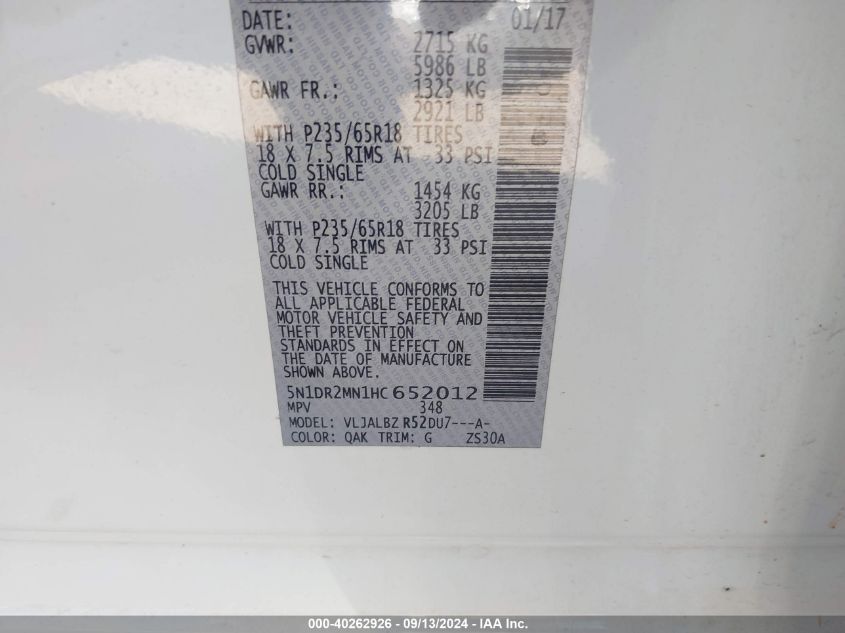 DATE: 01/17
GVWR: 2715 KG
5986 LB
GAWR FR.: 1325 KG
2921 LB
WITH P235/65R18 TIRES
18 X 7.5 RIMS AT 33 PSI
COLD SINGLE
GAWR RR.: 1454 KG
3205 LB
WITH P235/65R18 TIRES
18 X 7.5 RIMS AT 33 PSI
COLD SINGLE
THIS VEHICLE CONFORMS TO
ALL APPLICABLE FEDERAL
MOTOR VEHICLE SAFETY AND
THEFT PREVENTION
STANDARDS IN EFFECT ON
THE DATE OF MANUFACTURE
SHOWN ABOVE.
5N1DR2MN1HC652012
MPV 348
MODEL: VLJALBZ R52DU7---A-
COLOR: QAK TRIM: G ZS30A
000-40262926 - 09/13/2024 - IAA Inc.